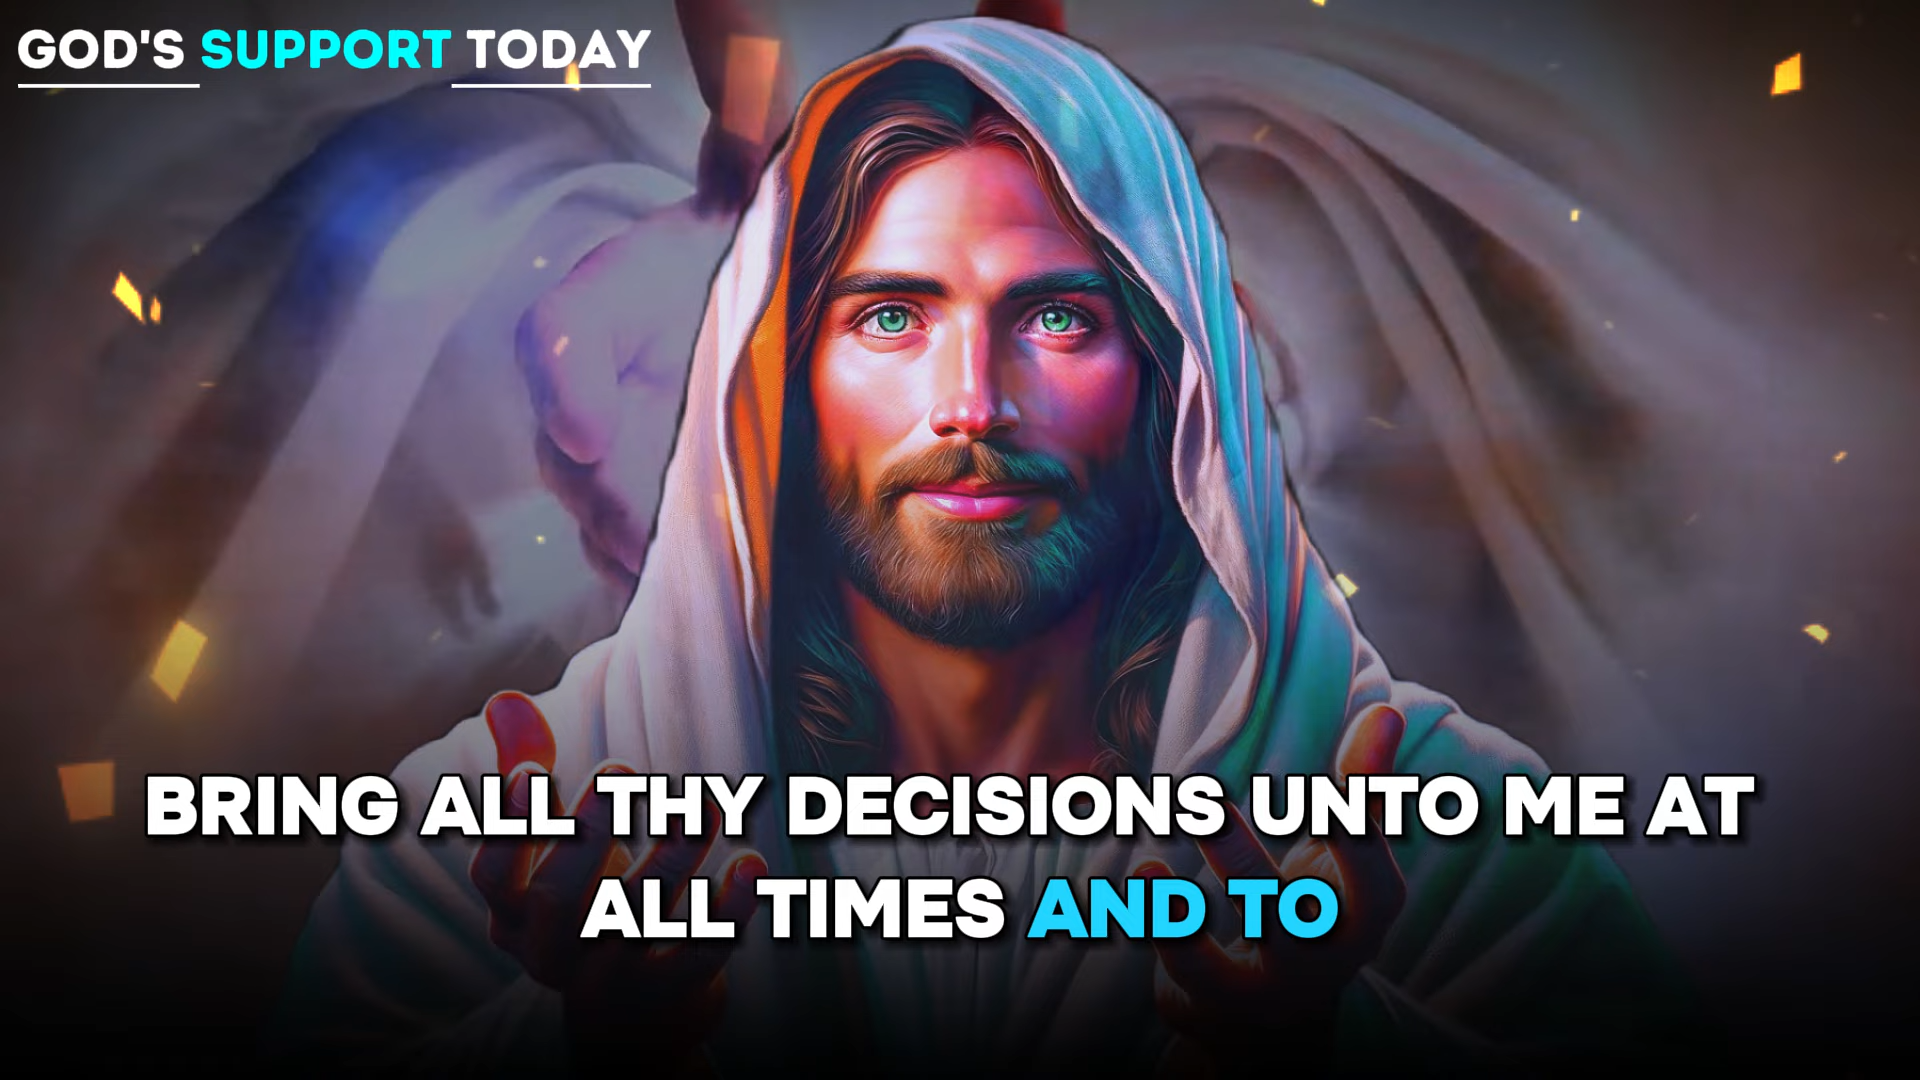 GOD'S SUPPORT TODAY
BRING ALL THY DECISIONS UNTO ME AT
ALL TIMES AND TO